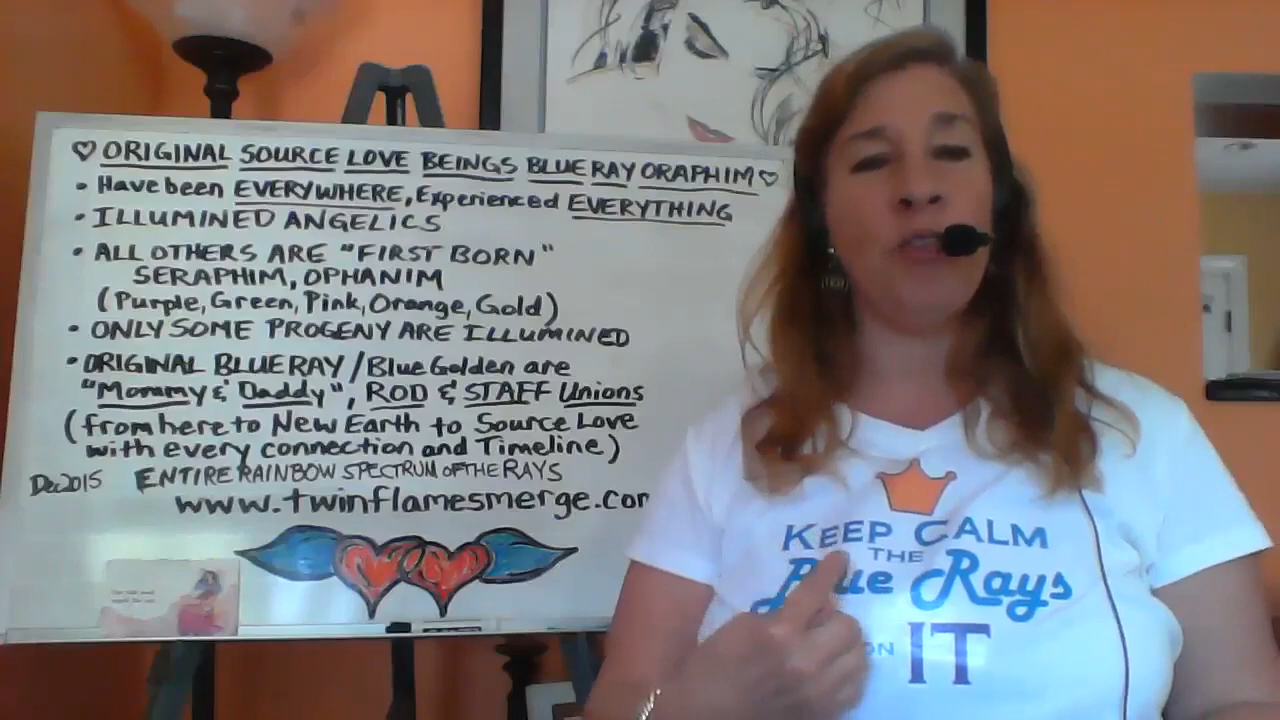 ♡ ORIGINAL SOURCE LOVE BEINGS BLUE RAY ORAPHIM ♡
• Have been EVERYWHERE, Experienced EVERYTHING
• ILLUMINED ANGELICS
• ALL OTHERS ARE "FIRST BORN"
SERAPHIM, OPHANIM
(Purple, Green, Pink, Orange, Gold)
• ONLY SOME PROGENY ARE ILLUMINED
• ORIGINAL BLUE RAY / Blue Golden are
"Mommy & Daddy", ROD & STAFF Unions
(from here to New Earth to Source Love
with every connection and Timeline)
Dec 2015 ENTIRE RAINBOW SPECTRUM OF THE RAYS
www.twinflamesmerge.com
KEEP CALM
THE
Blue Rays
ON IT